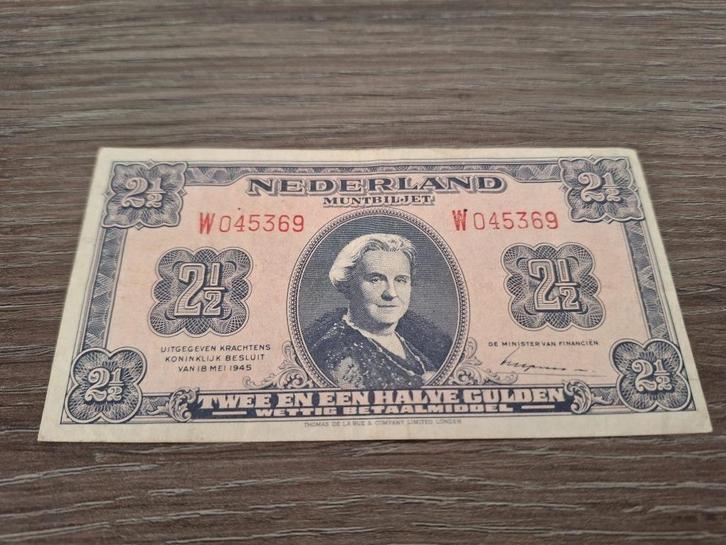 2½ NEDERLAND 2½
MUNTBILJET
W045369 W045369
2½ 2½
UITGEGEVEN KRACHTENS
KONINKLIJK BESLUIT
VAN 18 MEI 1945
DE MINISTER VAN FINANCIËN
2½ 2½
TWEE EN EEN HALVE GULDEN
WETTIG BETAALMIDDEL
THOMAS DE LA RUE & COMPANY LIMITED LONDEN